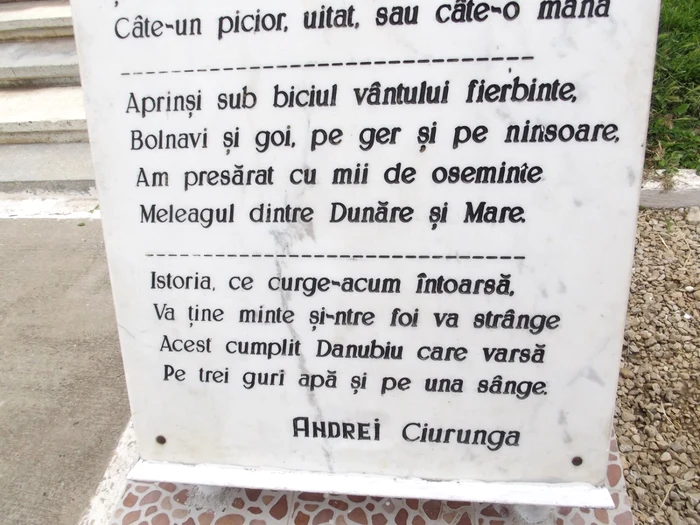 Câte-un picior, uitat, sau câte-o mână
Aprinși sub biciul vântului fierbinte,
Bolnavi și goi, pe ger și pe ninsoare,
Am presărat cu mii de oseminte
Meleagul dintre Dunăre și Mare.
Istoria, ce curge-acum întoarsă,
Va ține minte și-ntre foi va strânge
Acest cumplit Danubiu care varsă
Pe trei guri apă și pe una sânge.
ANDREI Ciurunga